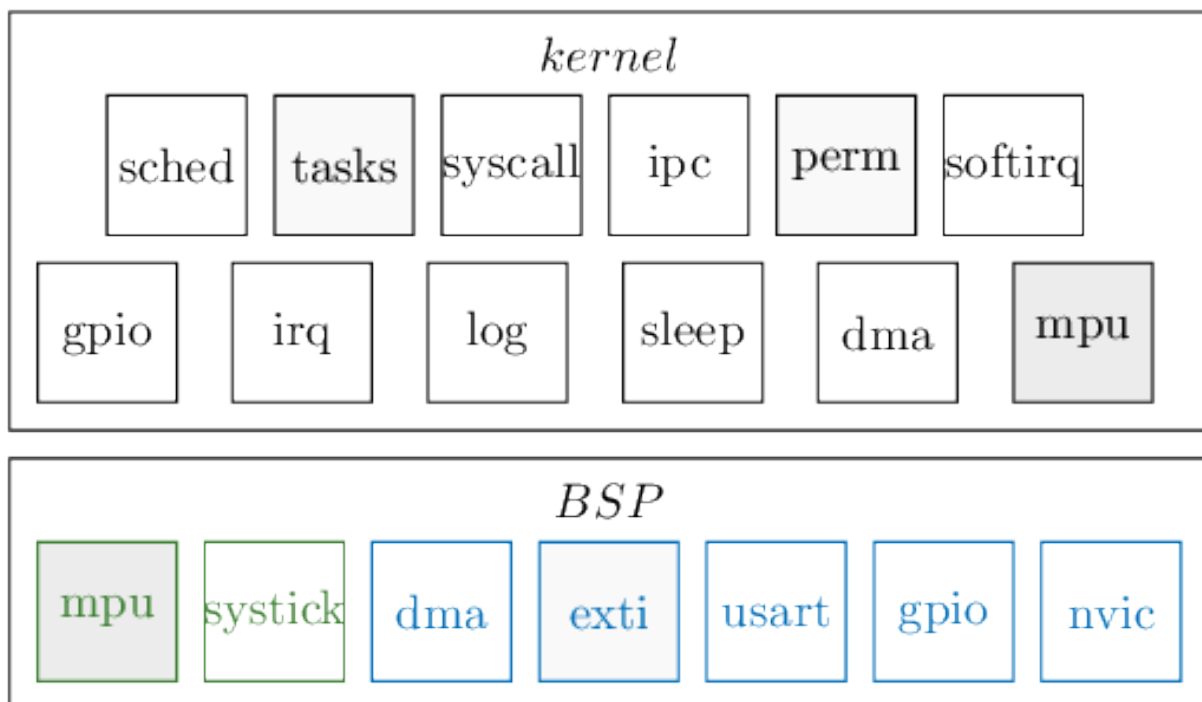 kernel
sched tasks syscall ipc perm softirq
gpio irq log sleep dma mpu
BSP
mpu systick dma exti usart gpio nvic